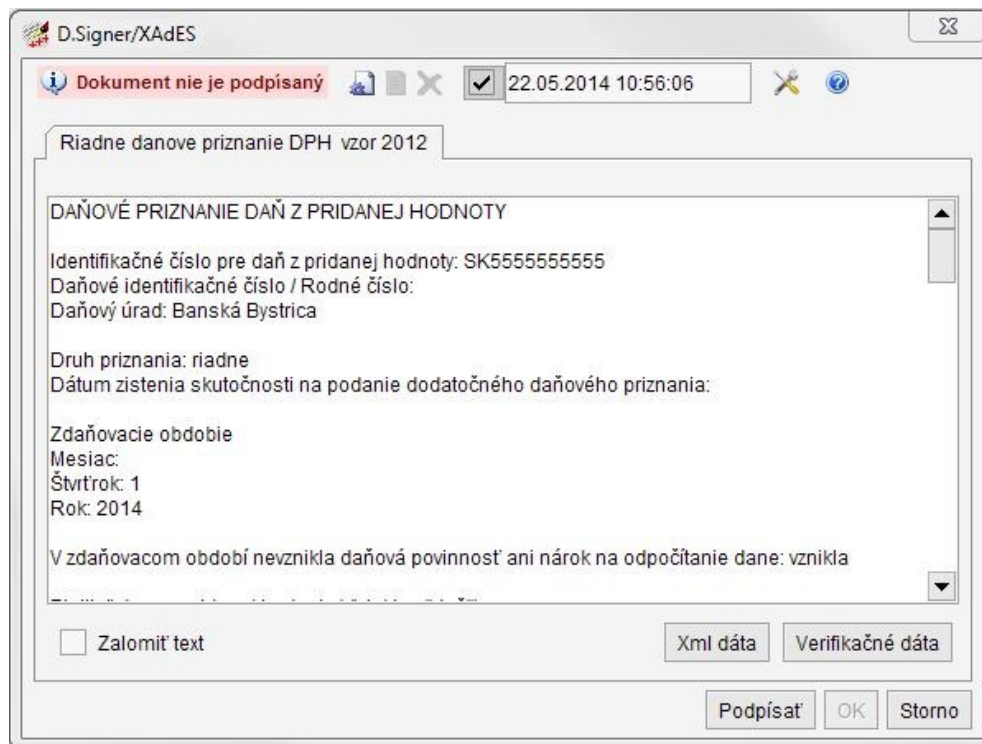 D.Signer/XAdES
Dokument nie je podpísaný 22.05.2014 10:56:06
Riadne danove priznanie DPH vzor 2012
DAŇOVÉ PRIZNANIE DAŇ Z PRIDANEJ HODNOTY
Identifikačné číslo pre daň z pridanej hodnoty: SK5555555555
Daňové identifikačné číslo / Rodné číslo:
Daňový úrad: Banská Bystrica
Druh priznania: riadne
Dátum zistenia skutočnosti na podanie dodatočného daňového priznania:
Zdaňovacie obdobie
Mesiac:
Štvrťrok: 1
Rok: 2014
V zdaňovacom období nevznikla daňová povinnosť ani nárok na odpočítanie dane: vznikla
Zalomiť text Xml dáta Verifikačné dáta
Podpísať OK Storno